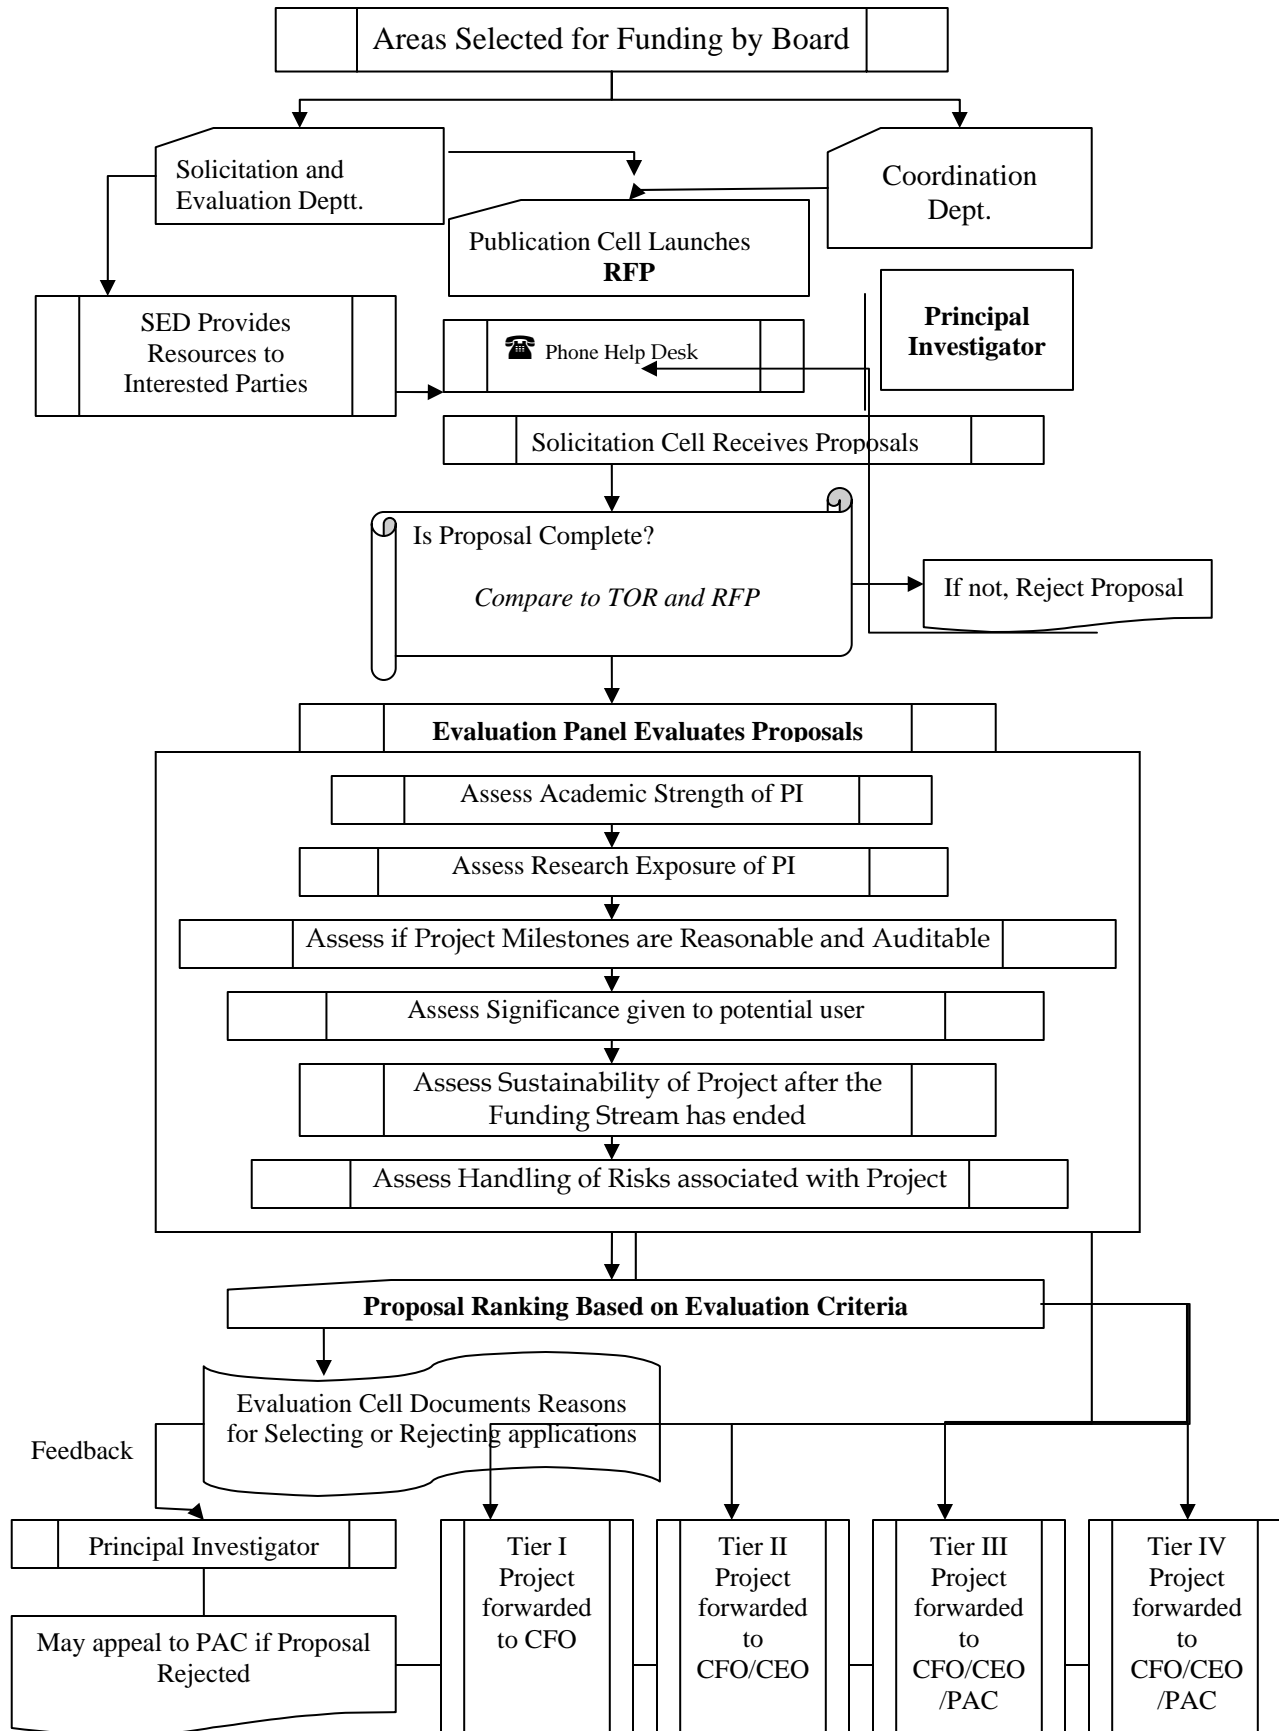 Areas Selected for Funding by Board
Solicitation and
Evaluation Deptt.
Coordination
Dept.
Publication Cell Launches
RFP
SED Provides
Resources to
Interested Parties
Phone Help Desk
Principal
Investigator
Solicitation Cell Receives Proposals
Is Proposal Complete?
Compare to TOR and RFP
If not, Reject Proposal
Evaluation Panel Evaluates Proposals
Assess Academic Strength of PI
Assess Research Exposure of PI
Assess if Project Milestones are Reasonable and Auditable
Assess Significance given to potential user
Assess Sustainability of Project after the
Funding Stream has ended
Assess Handling of Risks associated with Project
Proposal Ranking Based on Evaluation Criteria
Evaluation Cell Documents Reasons
for Selecting or Rejecting applications
Feedback
Principal Investigator
May appeal to PAC if Proposal
Rejected
Tier I
Project
forwarded
to CFO
Tier II
Project
forwarded
to
CFO/CEO
Tier III
Project
forwarded
to
CFO/CEO
/PAC
Tier IV
Project
forwarded
to
CFO/CEO
/PAC